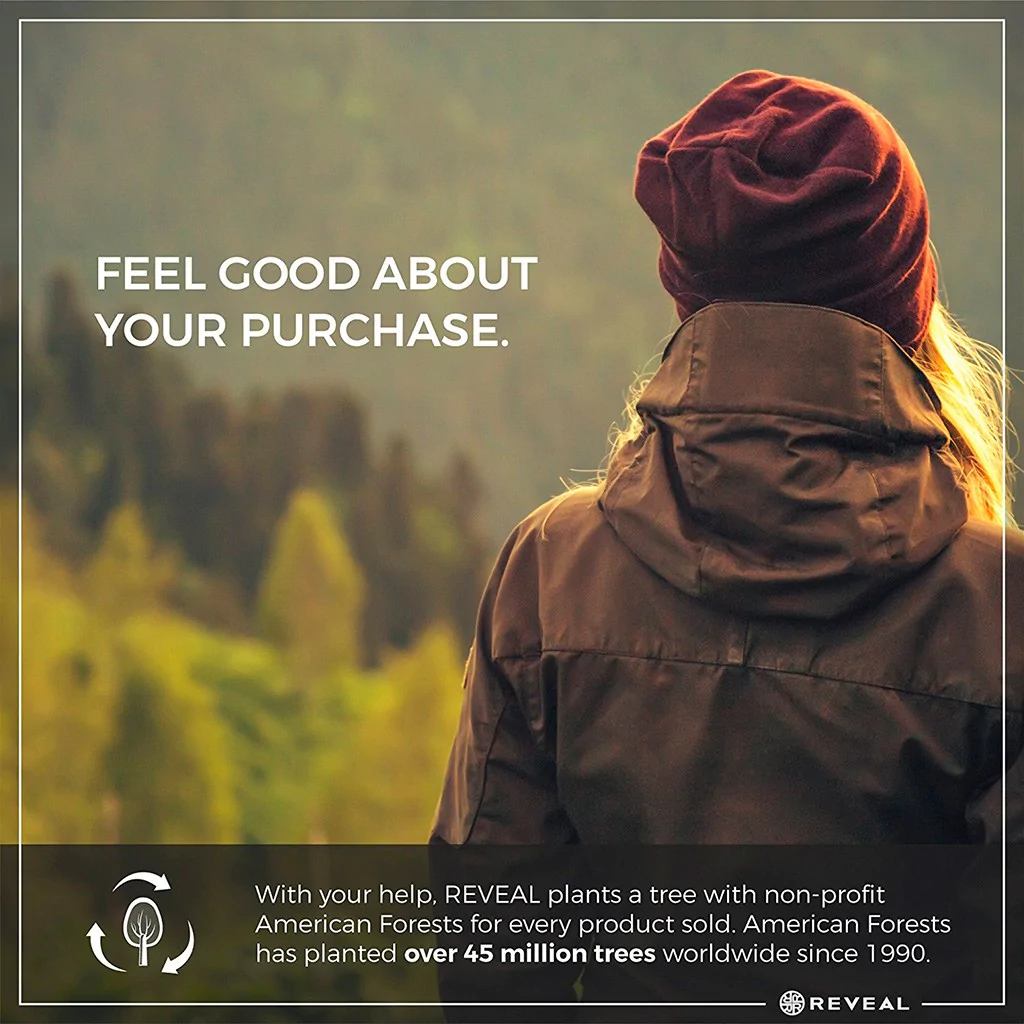 FEEL GOOD ABOUT
YOUR PURCHASE.
With your help, REVEAL plants a tree with non-profit
American Forests for every product sold. American Forests
has planted over 45 million trees worldwide since 1990.
REVEAL